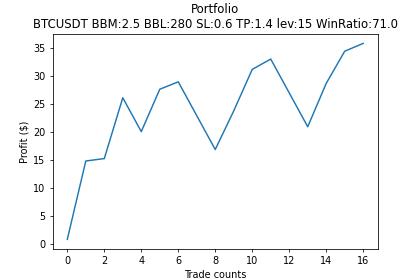 Portfolio
BTCUSDT BBM:2.5 BBL:280 SL:0.6 TP:1.4 lev:15 WinRatio:71.0
Profit ($)
35
30
25
20
15
10
5
0
0 2 4 6 8 10 12 14 16
Trade counts